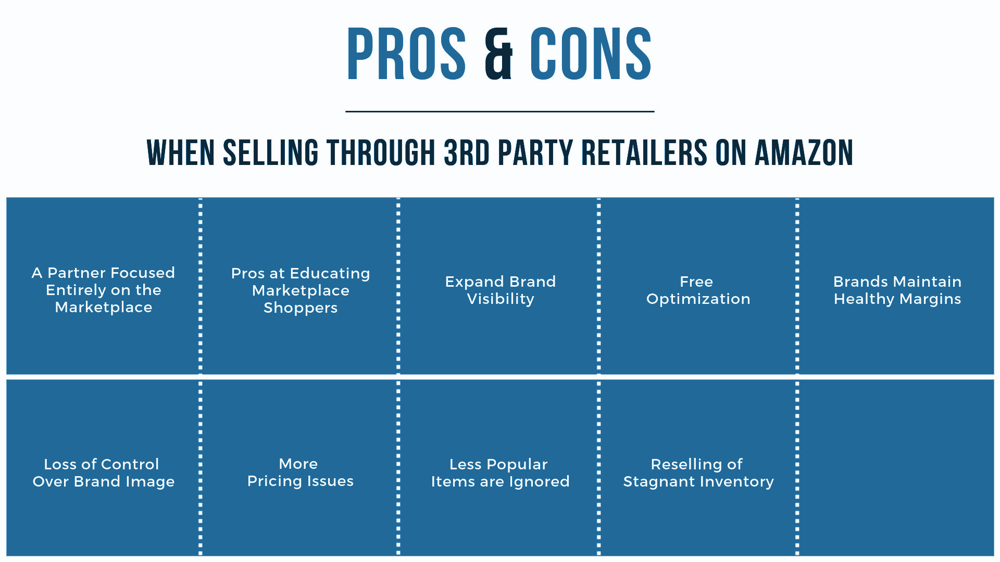 PROS & CONS
WHEN SELLING THROUGH 3RD PARTY RETAILERS ON AMAZON
A Partner Focused
Entirely on the
Marketplace
Pros at Educating
Marketplace
Shoppers
Expand Brand
Visibility
Free
Optimization
Brands Maintain
Healthy Margins
Loss of Control
Over Brand Image
More
Pricing Issues
Less Popular
Items are Ignored
Reselling of
Stagnant Inventory